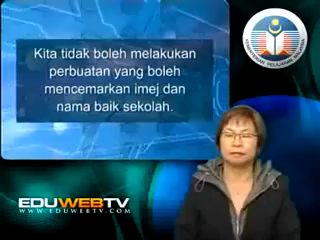 Kita tidak boleh melakukan
perbuatan yang boleh
mencemarkan imej dan
nama baik sekolah.
EDUWEBTV
WWW.EDUWEBTV.COM